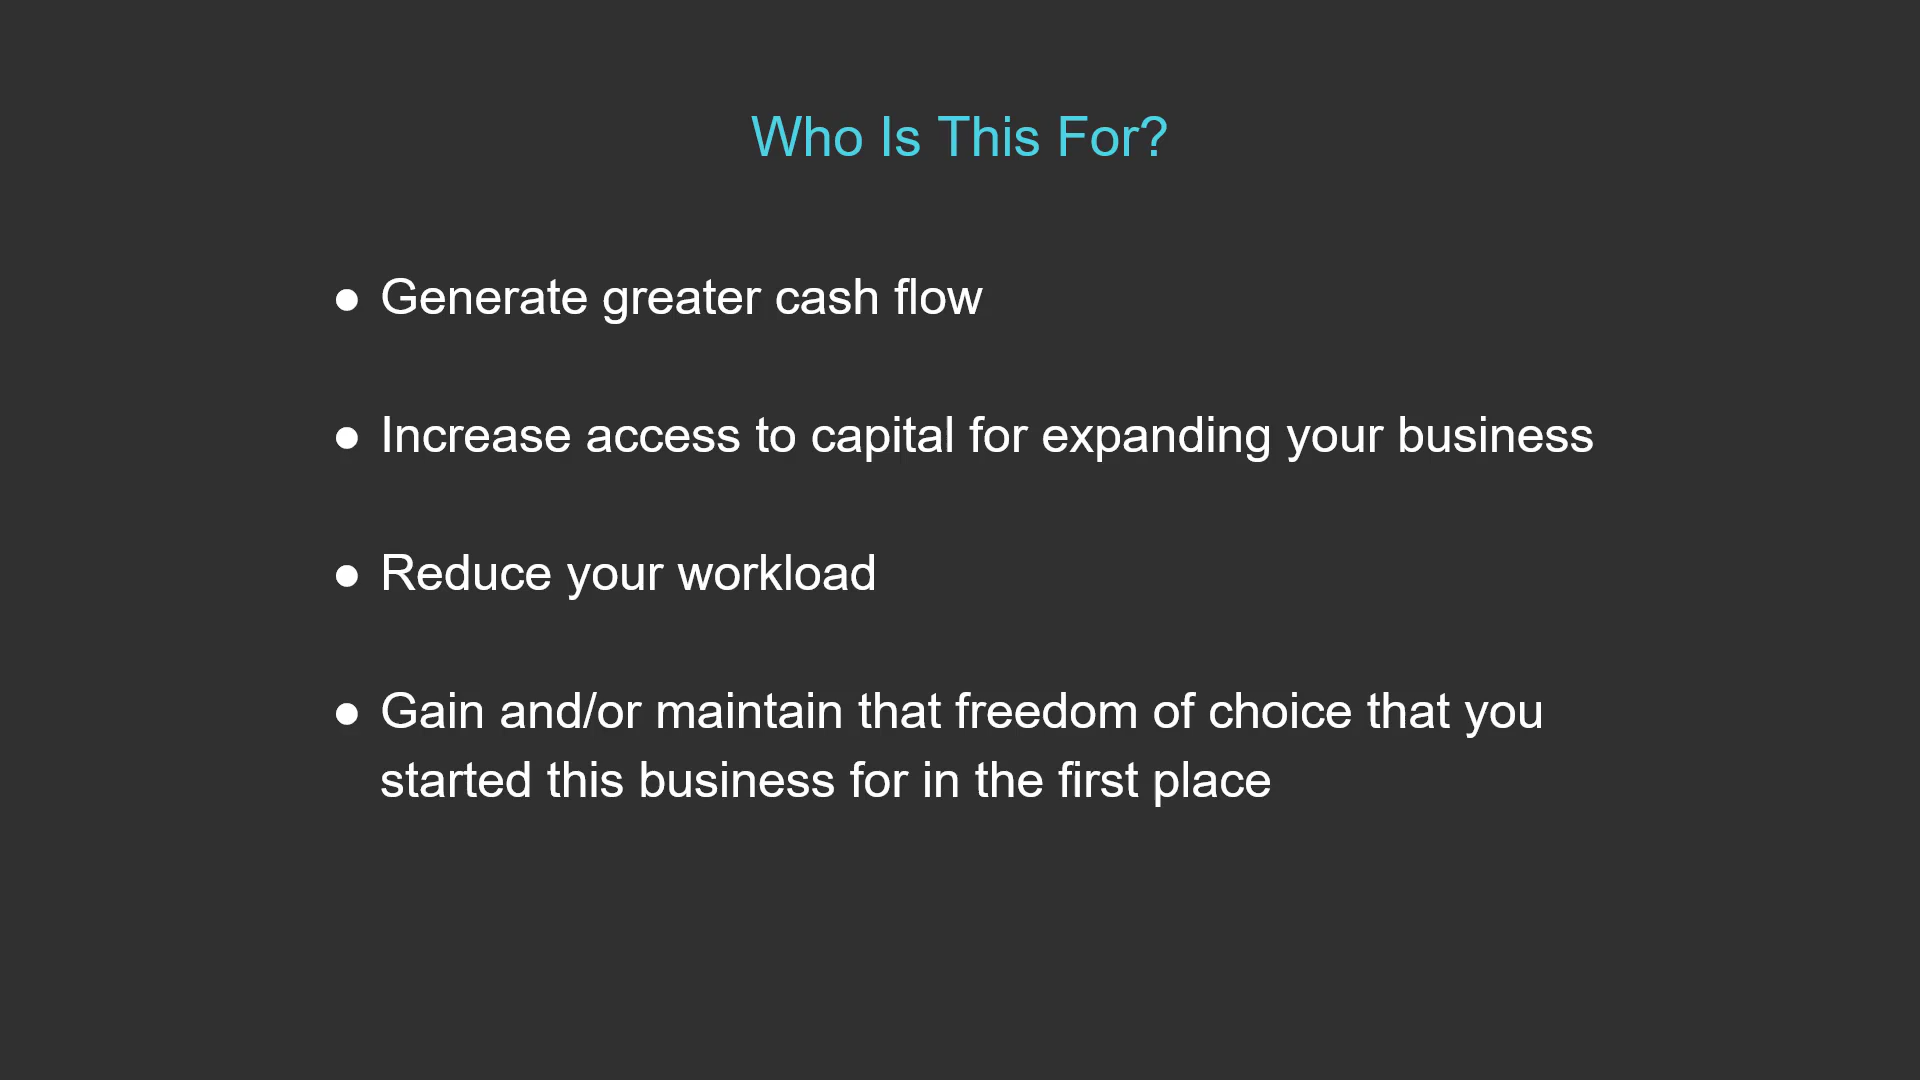 Who Is This For?
● Generate greater cash flow
● Increase access to capital for expanding your business
● Reduce your workload
● Gain and/or maintain that freedom of choice that you
started this business for in the first place